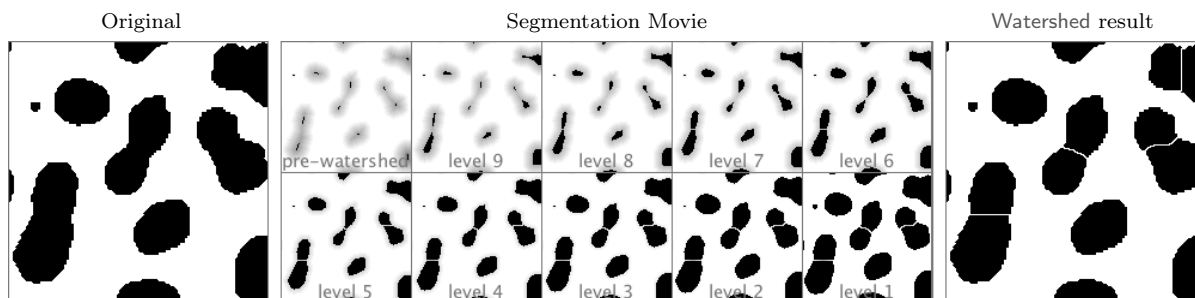 Original
Segmentation Movie
Watershed result
pre-watershed
level 9
level 8
level 7
level 6
level 5
level 4
level 3
level 2
level 1